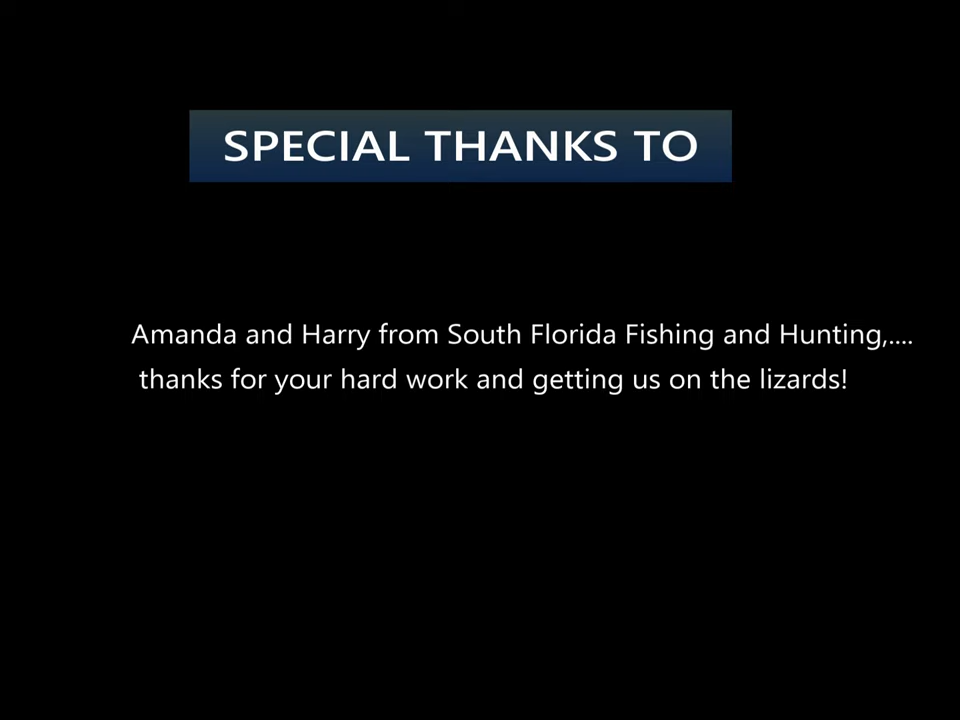 SPECIAL THANKS TO
Amanda and Harry from South Florida Fishing and Hunting,....
thanks for your hard work and getting us on the lizards!